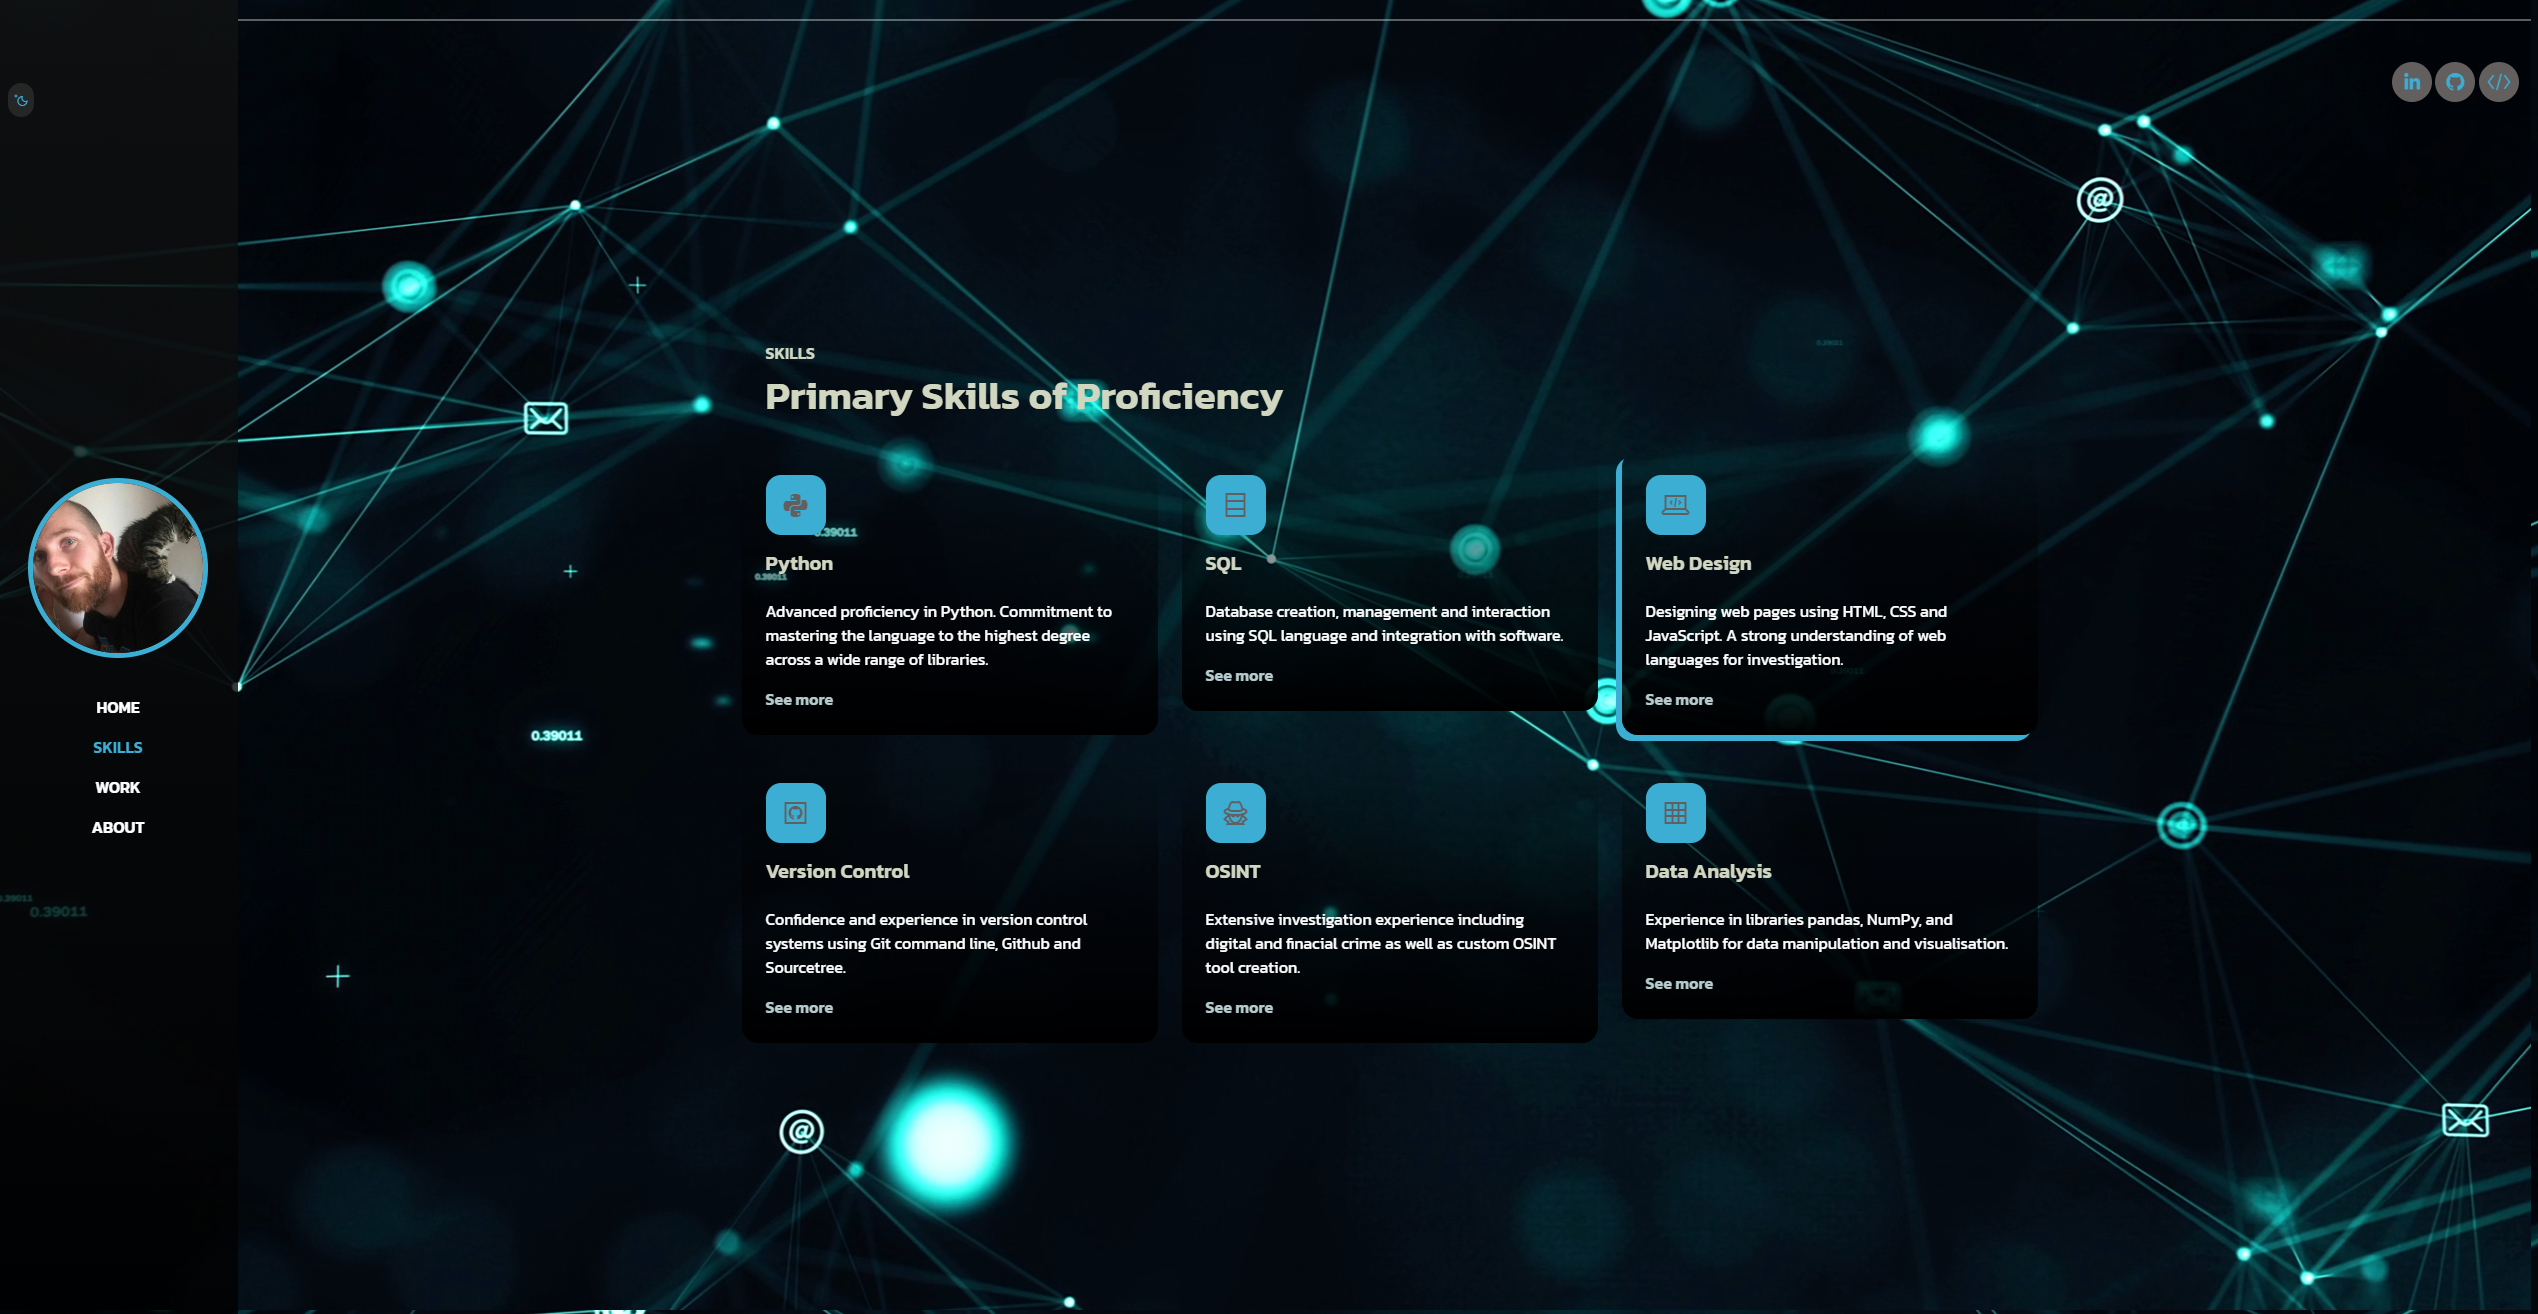 SKILLS
Primary Skills of Proficiency
Python
Advanced proficiency in Python. Commitment to
mastering the language to the highest degree
across a wide range of libraries.
See more
SQL
Database creation, management and interaction
using SQL language and integration with software.
See more
Web Design
Designing web pages using HTML, CSS and
JavaScript. A strong understanding of web
languages for investigation.
See more
Version Control
Confidence and experience in version control
systems using Git command line, Github and
Sourcetree.
See more
OSINT
Extensive investigation experience including
digital and finacial crime as well as custom OSINT
tool creation.
See more
Data Analysis
Experience in libraries pandas, NumPy, and
Matplotlib for data manipulation and visualisation.
See more
HOME
SKILLS
WORK
ABOUT
in
</>
@
@
0.39011
0.39011
0.39011
0.39011
0.39011